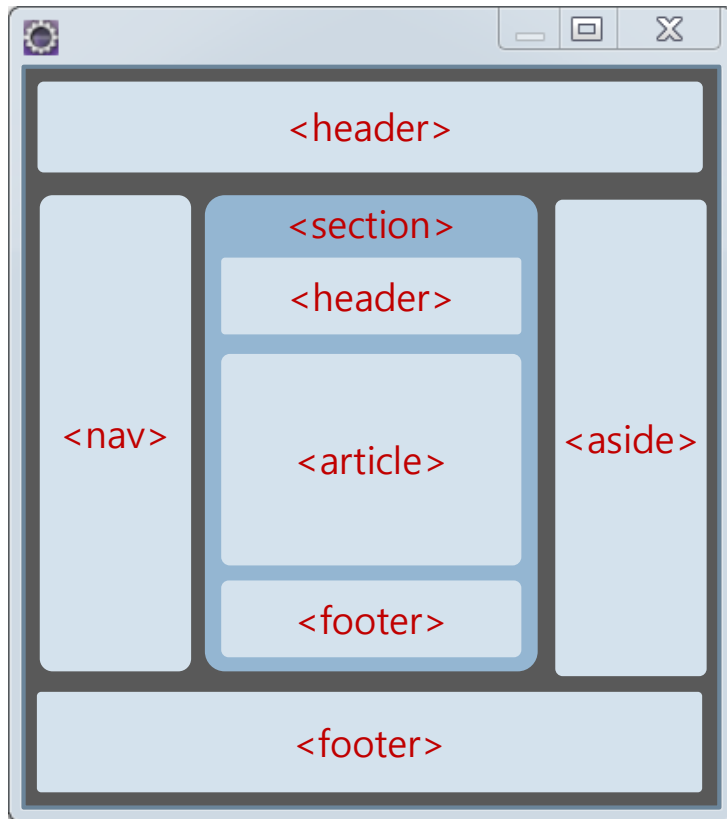 <header>
<section>
<header>
<nav>
<article>
<aside>
<footer>
<footer>